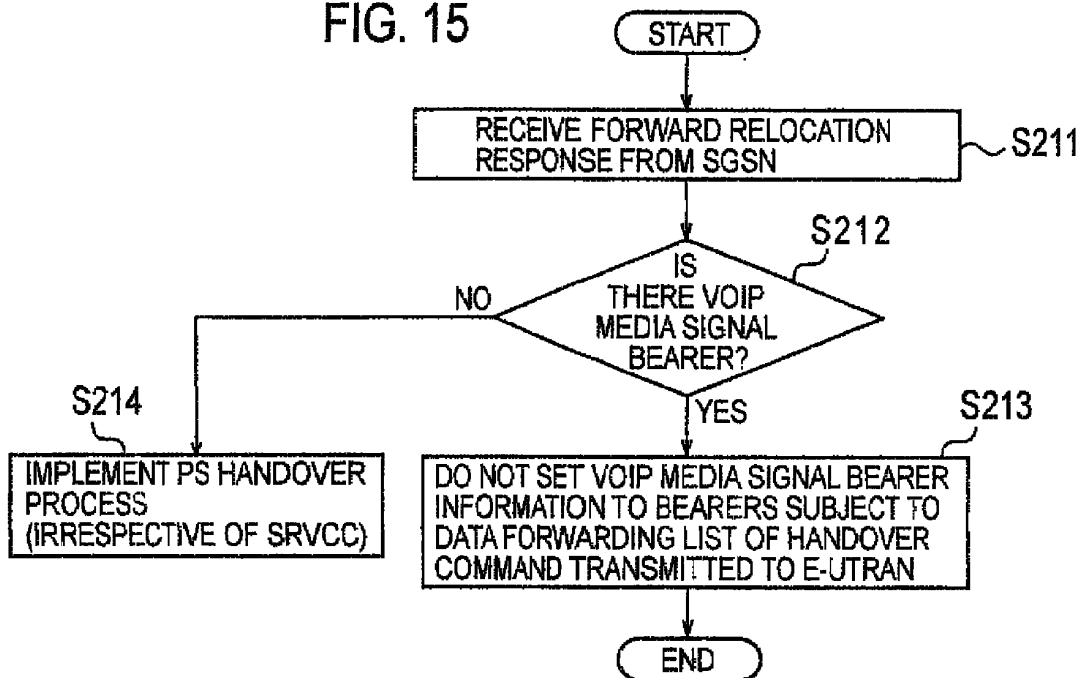 FIG. 15
START
RECEIVE FORWARD RELOCATION
RESPONSE FROM SGSN
S211
S212
IS
THERE VOIP
MEDIA SIGNAL
BEARER?
NO
YES
S214
IMPLEMENT PS HANDOVER
PROCESS
(IRRESPECTIVE OF SRVCC)
S213
DO NOT SET VOIP MEDIA SIGNAL BEARER
INFORMATION TO BEARERS SUBJECT TO
DATA FORWARDING LIST OF HANDOVER
COMMAND TRANSMITTED TO E-UTRAN
END